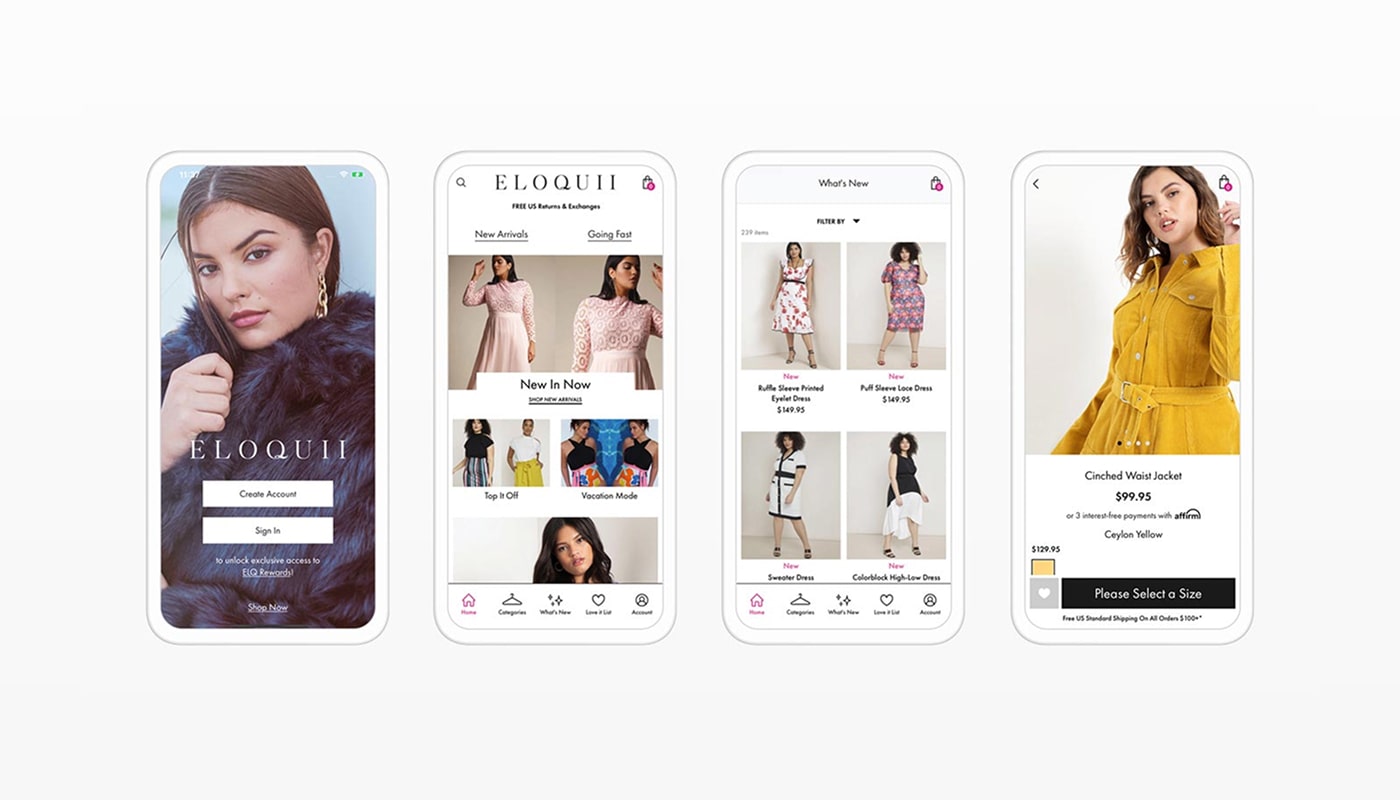 11:37
ELOQUII
Create Account
Sign In
to unlock exclusive access to
ELQ Rewards!
Shop Now
ELOQUII
0
FREE US Returns & Exchanges
New Arrivals
Going Fast
New In Now
SHOP NEW ARRIVALS
Top It Off
Vacation Mode
Home
Categories
What's New
Love it List
Account
What's New
0
FILTER BY
239 items
New
Ruffle Sleeve Printed
Eyelet Dress
$149.95
New
Puff Sleeve Lace Dress
$149.95
New
Sweater Dress
New
Colorblock High-Low Dress
Home
Categories
What's New
Love it List
Account
0
Cinched Waist Jacket
$99.95
or 3 interest-free payments with affirm
Ceylon Yellow
$129.95
Please Select a Size
Free US Standard Shipping On All Orders $100+*